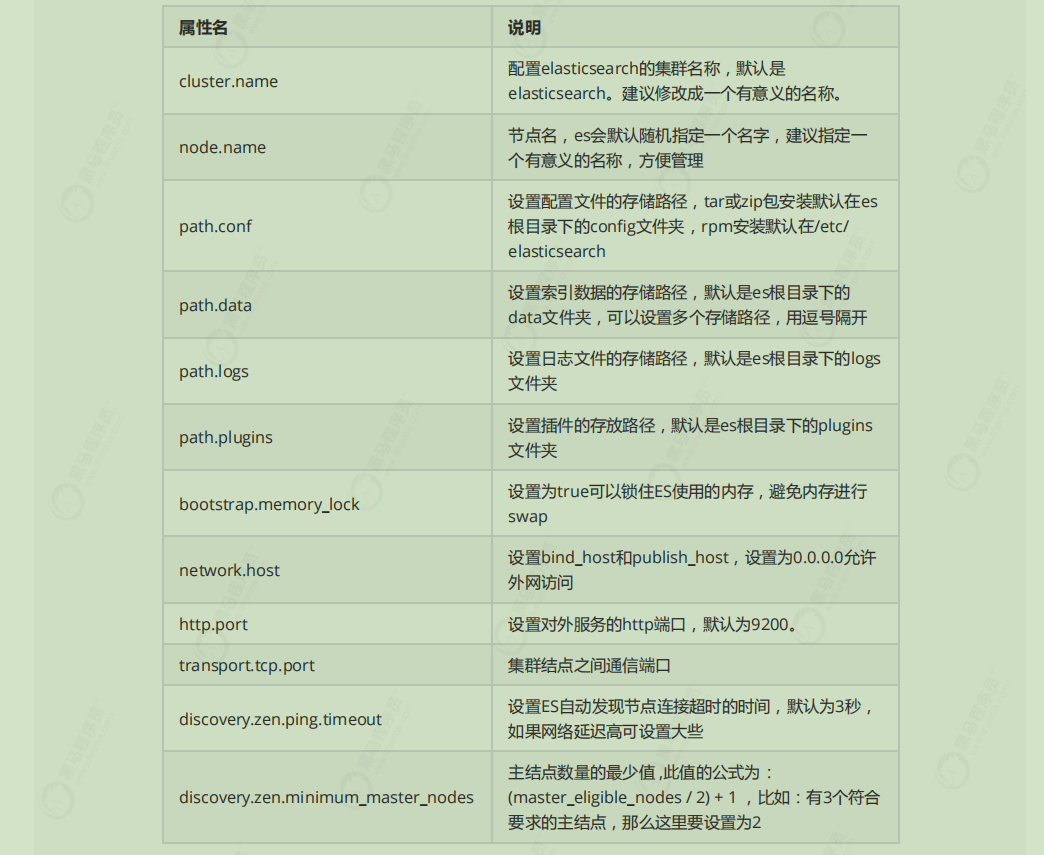 属性名 说明
cluster.name
配置elasticsearch的集群名称，默认是
elasticsearch。建议修改成一个有意义的名称。
node.name
节点名，es会默认随机指定一个名字，建议指定一
个有意义的名称，方便管理
path.conf
设置配置文件的存储路径，tar或zip包安装默认在es
根目录下的config文件夹，rpm安装默认在/etc/
elasticsearch
path.data
设置索引数据的存储路径，默认是es根目录下的
data文件夹，可以设置多个存储路径，用逗号隔开
path.logs
设置日志文件的存储路径，默认是es根目录下的logs
文件夹
path.plugins
设置插件的存放路径，默认是es根目录下的plugins
文件夹
bootstrap.memory_lock
设置为true可以锁住ES使用的内存，避免内存进行
swap
network.host
设置bind_host和publish_host，设置为0.0.0.0允许
外网访问
http.port
设置对外服务的http端口，默认为9200。
transport.tcp.port
集群结点之间通信端口
discovery.zen.ping.timeout
设置ES自动发现节点连接超时的时间，默认为3秒，
如果网络延迟高可设置大些
discovery.zen.minimum_master_nodes
主结点数量的最少值 ,此值的公式为：
(master_eligible_nodes / 2) + 1 ，比如：有3个符合
要求的主结点，那么这里要设置为2